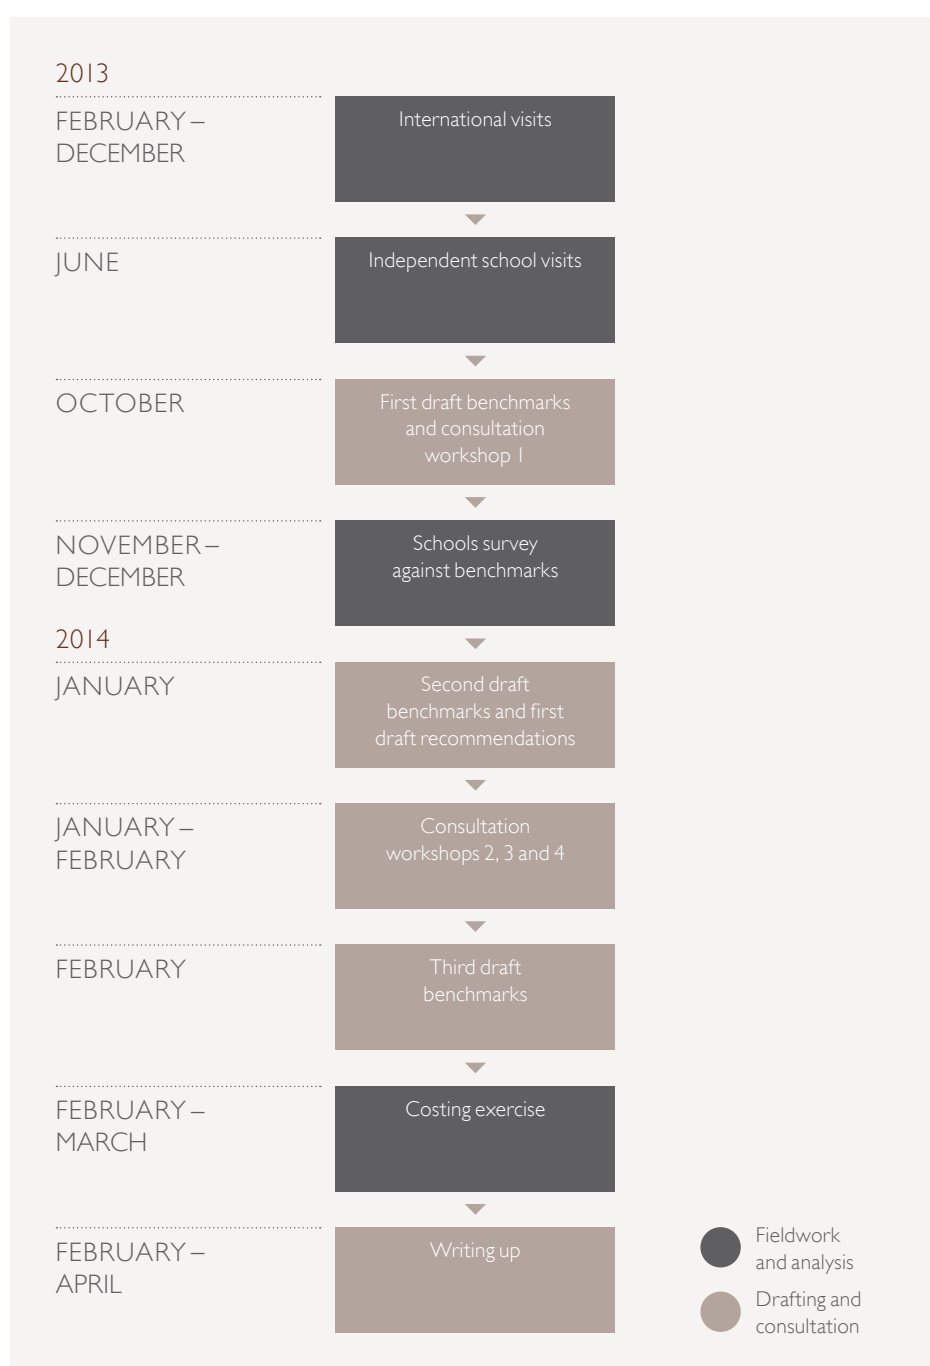 2013
FEBRUARY –
DECEMBER
International visits
JUNE
Independent school visits
OCTOBER
First draft benchmarks
and consultation
workshop 1
NOVEMBER –
DECEMBER
Schools survey
against benchmarks
2014
JANUARY
Second draft
benchmarks and first
draft recommendations
JANUARY –
FEBRUARY
Consultation
workshops 2, 3 and 4
FEBRUARY
Third draft
benchmarks
FEBRUARY –
MARCH
Costing exercise
FEBRUARY –
APRIL
Writing up
Fieldwork
and analysis
Drafting and
consultation